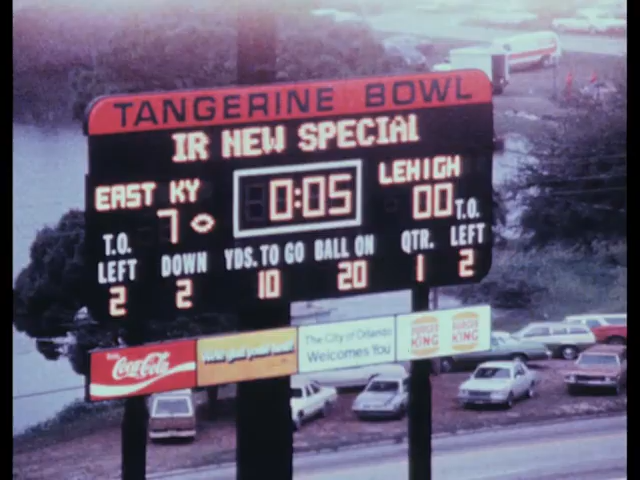 TANGERINE BOWL
IR NEW SPECIAL
EAST KY 0:05 LEHIGH
7 00
T.O. LEFT DOWN YDS. TO GO BALL ON QTR. T.O. LEFT
2 2 10 20 1 2
Coca-Cola
The City of Orlando
Welcomes You
BURGER KING BURGER KING